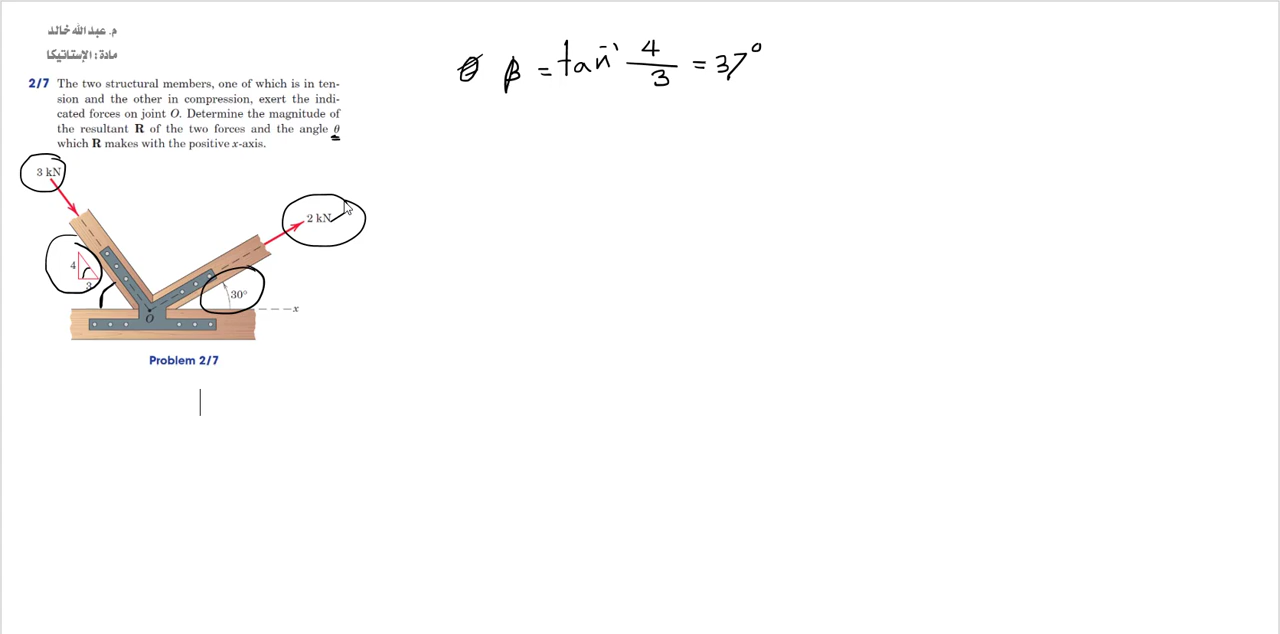 م. عبد الله خالد
مادة : الإستاتيكا
2/7 The two structural members, one of which is in ten-
sion and the other in compression, exert the indi-
cated forces on joint O. Determine the magnitude of
the resultant R of the two forces and the angle θ
which R makes with the positive x-axis.
θ β = tan⁻¹ 4/3 = 37°
3 kN
2 kN
4
3
30°
x
O
Problem 2/7